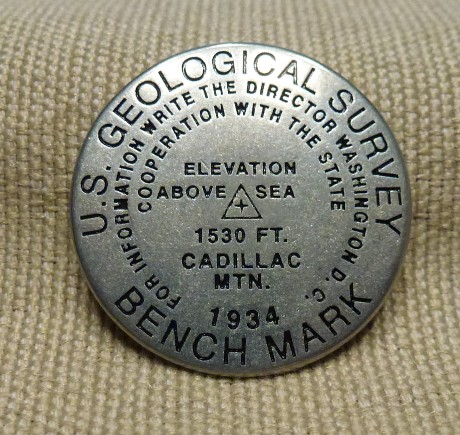 U.S. GEOLOGICAL SURVEY
FOR INFORMATION WRITE THE DIRECTOR WASHINGTON D.C.
COOPERATION WITH THE STATE
ELEVATION
ABOVE SEA
1530 FT.
CADILLAC
MTN.
1934
BENCH MARK